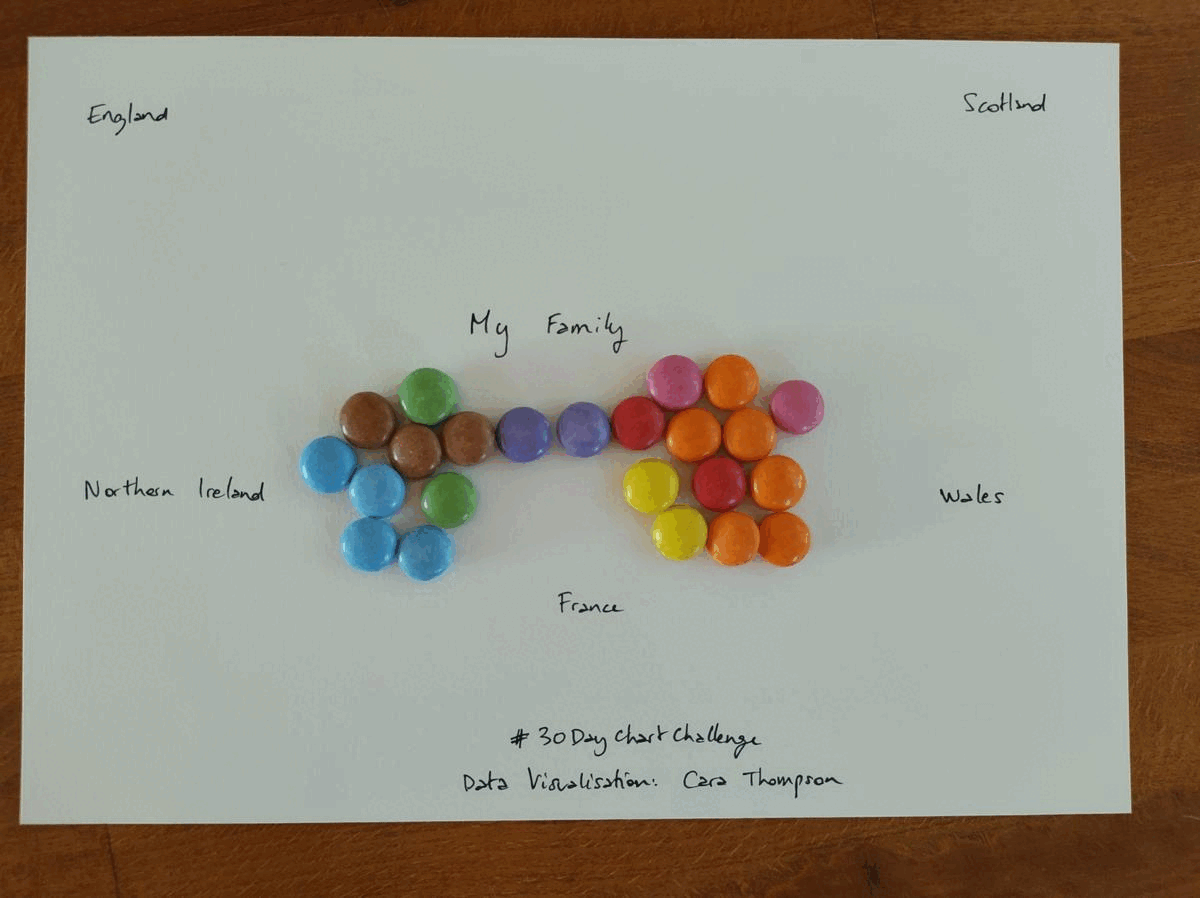 England
Scotland
My Family
Northern Ireland
Wales
France
# 30DayChartChallenge
Data Visualisation: Cara Thompson